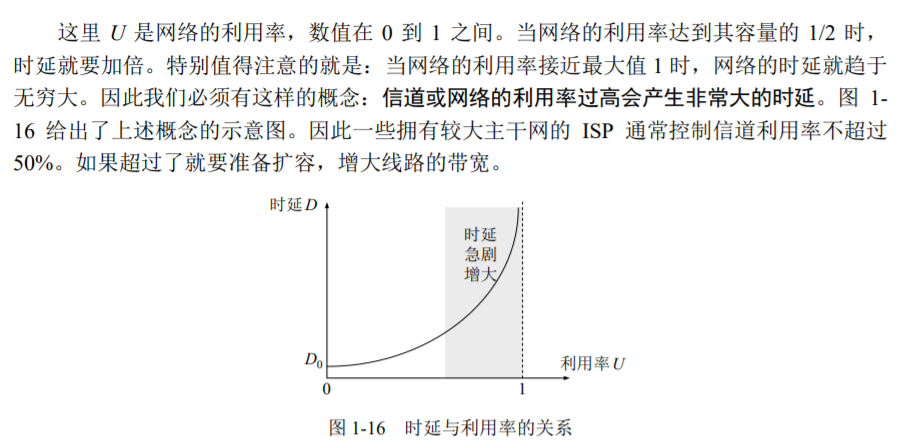 这里 U 是网络的利用率，数值在 0 到 1 之间。当网络的利用率达到其容量的 1/2 时，
时延就要加倍。特别值得注意的就是：当网络的利用率接近最大值 1 时，网络的时延就趋于
无穷大。因此我们必须有这样的概念：信道或网络的利用率过高会产生非常大的时延。图 1-
16 给出了上述概念的示意图。因此一些拥有较大主干网的 ISP 通常控制信道利用率不超过
50%。如果超过了就要准备扩容，增大线路的带宽。
时延 D
时延
急剧
增大
D₀
利用率 U
0
1
图 1-16 时延与利用率的关系